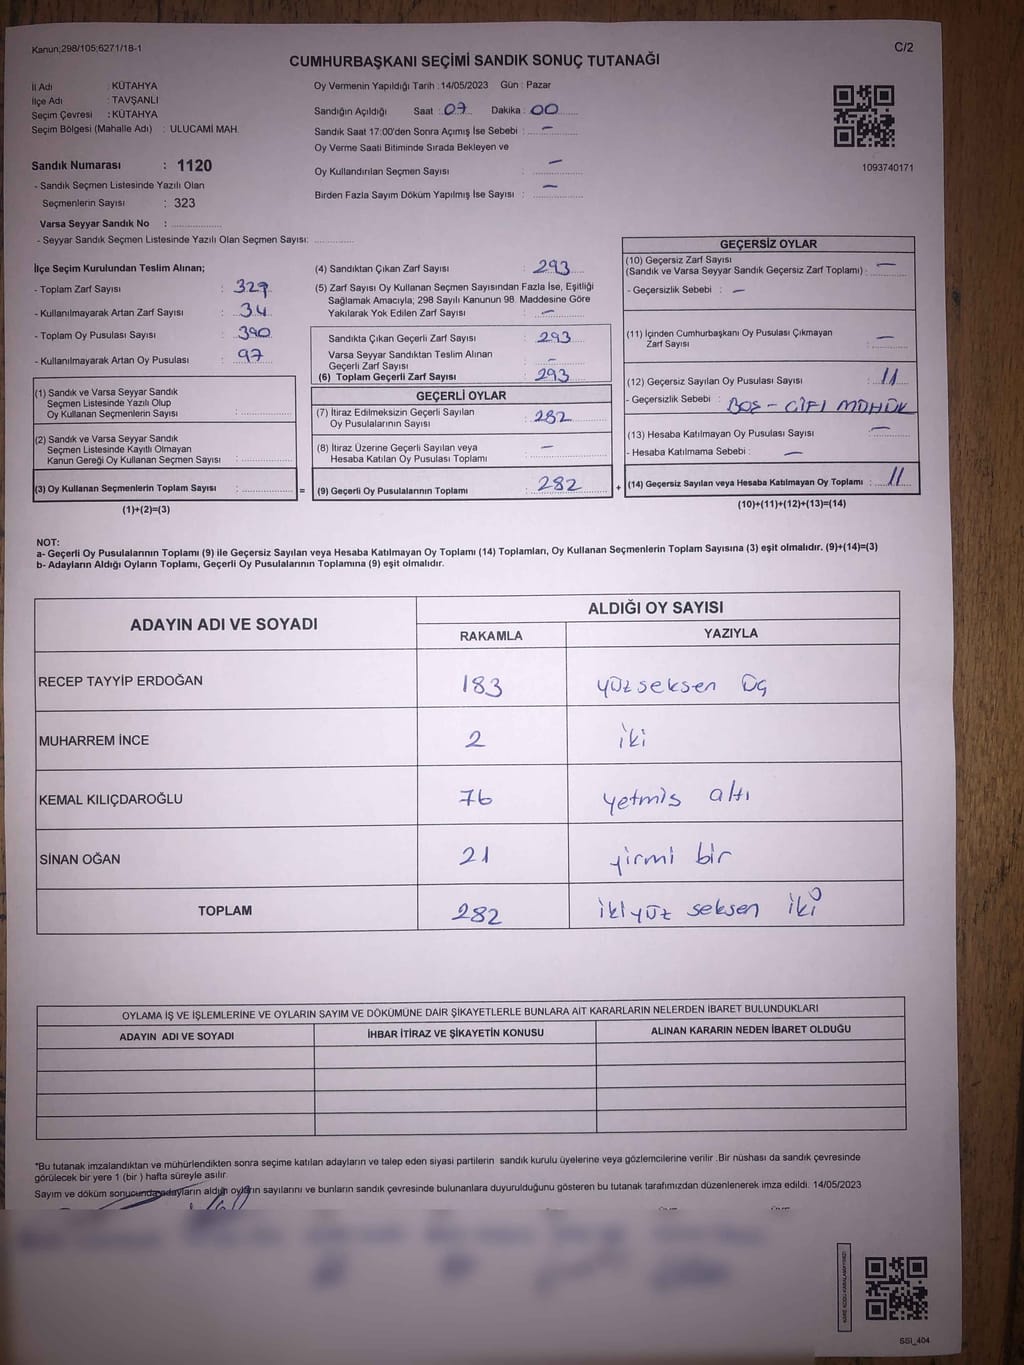 Kanun;298/105;6271/18-1
C/2
CUMHURBAŞKANI SEÇİMİ SANDIK SONUÇ TUTANAĞI
İl Adı : KÜTAHYA
İlçe Adı : TAVŞANLI
Seçim Çevresi : KÜTAHYA
Seçim Bölgesi (Mahalle Adı) : ULUCAMİ MAH.
Oy Vermenin Yapıldığı Tarih : 14/05/2023 Gün : Pazar
Sandığın Açıldığı Saat : 07 Dakika : 00
Sandık Saat 17:00'den Sonra Açımış İse Sebebi : —
Oy Verme Saati Bitiminde Sırada Bekleyen ve
Oy Kullandırılan Seçmen Sayısı : —
Birden Fazla Sayım Döküm Yapılmış İse Sayısı : —
1093740171
Sandık Numarası : 1120
- Sandık Seçmen Listesinde Yazılı Olan
Seçmenlerin Sayısı : 323
Varsa Seyyar Sandık No :
- Seyyar Sandık Seçmen Listesinde Yazılı Olan Seçmen Sayısı:
İlçe Seçim Kurulundan Teslim Alınan;
- Toplam Zarf Sayısı : 327
- Kullanılmayarak Artan Zarf Sayısı : 34
- Toplam Oy Pusulası Sayısı : 390
- Kullanılmayarak Artan Oy Pusulası : 97
(1) Sandık ve Varsa Seyyar Sandık
Seçmen Listesinde Yazılı Olup
Oy Kullanan Seçmenlerin Sayısı :
(2) Sandık ve Varsa Seyyar Sandık
Seçmen Listesinde Kayıtlı Olmayan
Kanun Gereği Oy Kullanan Seçmen Sayısı :
(3) Oy Kullanan Seçmenlerin Toplam Sayısı : =
(1)+(2)=(3)
(4) Sandıktan Çıkan Zarf Sayısı : 293
(5) Zarf Sayısı Oy Kullanan Seçmen Sayısından Fazla İse, Eşitliği
Sağlamak Amacıyla, 298 Sayılı Kanunun 98. Maddesine Göre
Yakılarak Yok Edilen Zarf Sayısı : —
Sandıkta Çıkan Geçerli Zarf Sayısı : 293
Varsa Seyyar Sandıktan Teslim Alınan
Geçerli Zarf Sayısı : —
(6) Toplam Geçerli Zarf Sayısı : 293
GEÇERLİ OYLAR
(7) İtiraz Edilmeksizin Geçerli Sayılan
Oy Pusulalarının Sayısı : 282
(8) İtiraz Üzerine Geçerli Sayılan veya
Hesaba Katılan Oy Pusulası Toplamı : —
(9) Geçerli Oy Pusulalarının Toplamı : 282 +
GEÇERSİZ OYLAR
(10) Geçersiz Zarf Sayısı
(Sandık ve Varsa Seyyar Sandık Geçersiz Zarf Toplamı) : —
- Geçersizlik Sebebi : —
(11) İçinden Cumhurbaşkanı Oy Pusulası Çıkmayan
Zarf Sayısı : —
(12) Geçersiz Sayılan Oy Pusulası Sayısı : 11
- Geçersizlik Sebebi : BOŞ - ÇİFT MÜHÜR
(13) Hesaba Katılmayan Oy Pusulası Sayısı : —
- Hesaba Katılmama Sebebi : —
(14) Geçersiz Sayılan veya Hesaba Katılmayan Oy Toplamı : 11
(10)+(11)+(12)+(13)=(14)
NOT:
a- Geçerli Oy Pusulalarının Toplamı (9) ile Geçersiz Sayılan veya Hesaba Katılmayan Oy Toplamı (14) Toplamları, Oy Kullanan Seçmenlerin Toplam Sayısına (3) eşit olmalıdır. (9)+(14)=(3)
b- Adayların Aldığı Oyların Toplamı, Geçerli Oy Pusulalarının Toplamına (9) eşit olmalıdır.
ADAYIN ADI VE SOYADI
ALDIĞI OY SAYISI
RAKAMLA YAZIYLA
RECEP TAYYİP ERDOĞAN 183 yüz seksen üç
MUHARREM İNCE 2 iki
KEMAL KILIÇDAROĞLU 76 yetmis altı
SİNAN OĞAN 21 yirmi bir
TOPLAM 282 iki yüz seksen iki
OYLAMA İŞ VE İŞLEMLERİNE VE OYLARIN SAYIM VE DÖKÜMÜNE DAİR ŞİKAYETLERLE BUNLARA AİT KARARLARIN NELERDEN İBARET BULUNDUKLARI
ADAYIN ADI VE SOYADI İHBAR İTİRAZ VE ŞİKAYETİN KONUSU ALINAN KARARIN NEDEN İBARET OLDUĞU
*Bu tutanak imzalandıktan ve mühürlendikten sonra seçime katılan adayların ve talep eden siyasi partilerin sandık kurulu üyelerine veya gözlemcilerine verilir .Bir nüshası da sandık çevresinde
görülecek bir yere 1 (bir ) hafta süreyle asılır.
Sayım ve döküm sonucunda adayların aldığı oyların sayılarını ve bunların sandık çevresinde bulunanlara duyurulduğunu gösteren bu tutanak tarafımızdan düzenlenerek imza edildi. 14/05/2023
SSI_404